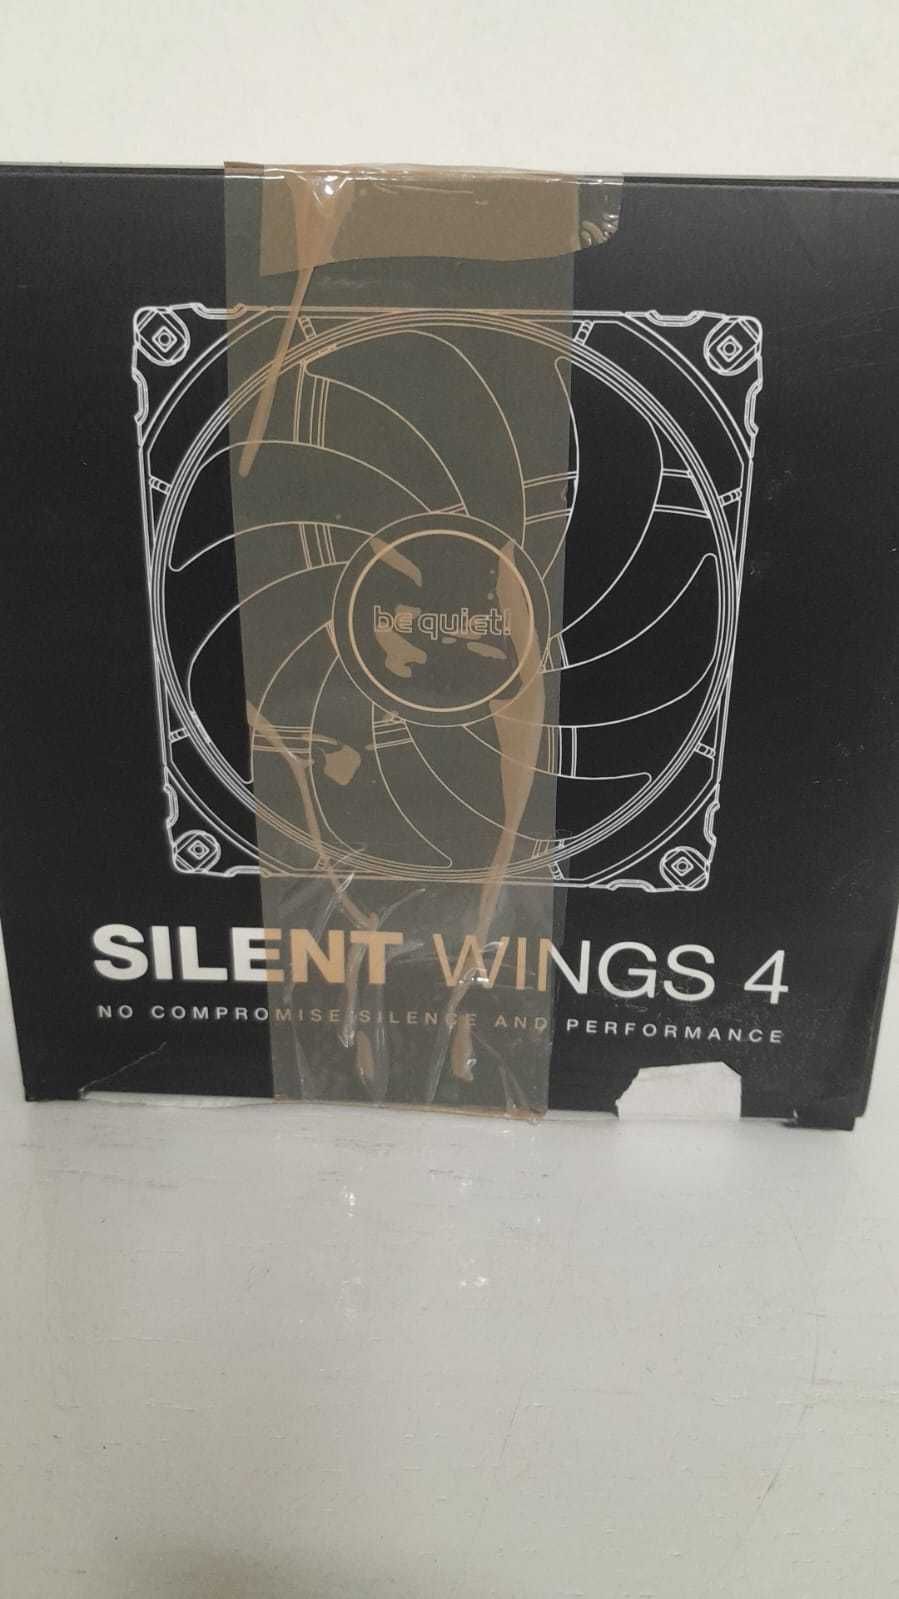 be quiet!
SILENT WINGS 4
NO COMPROMISE SILENCE AND PERFORMANCE